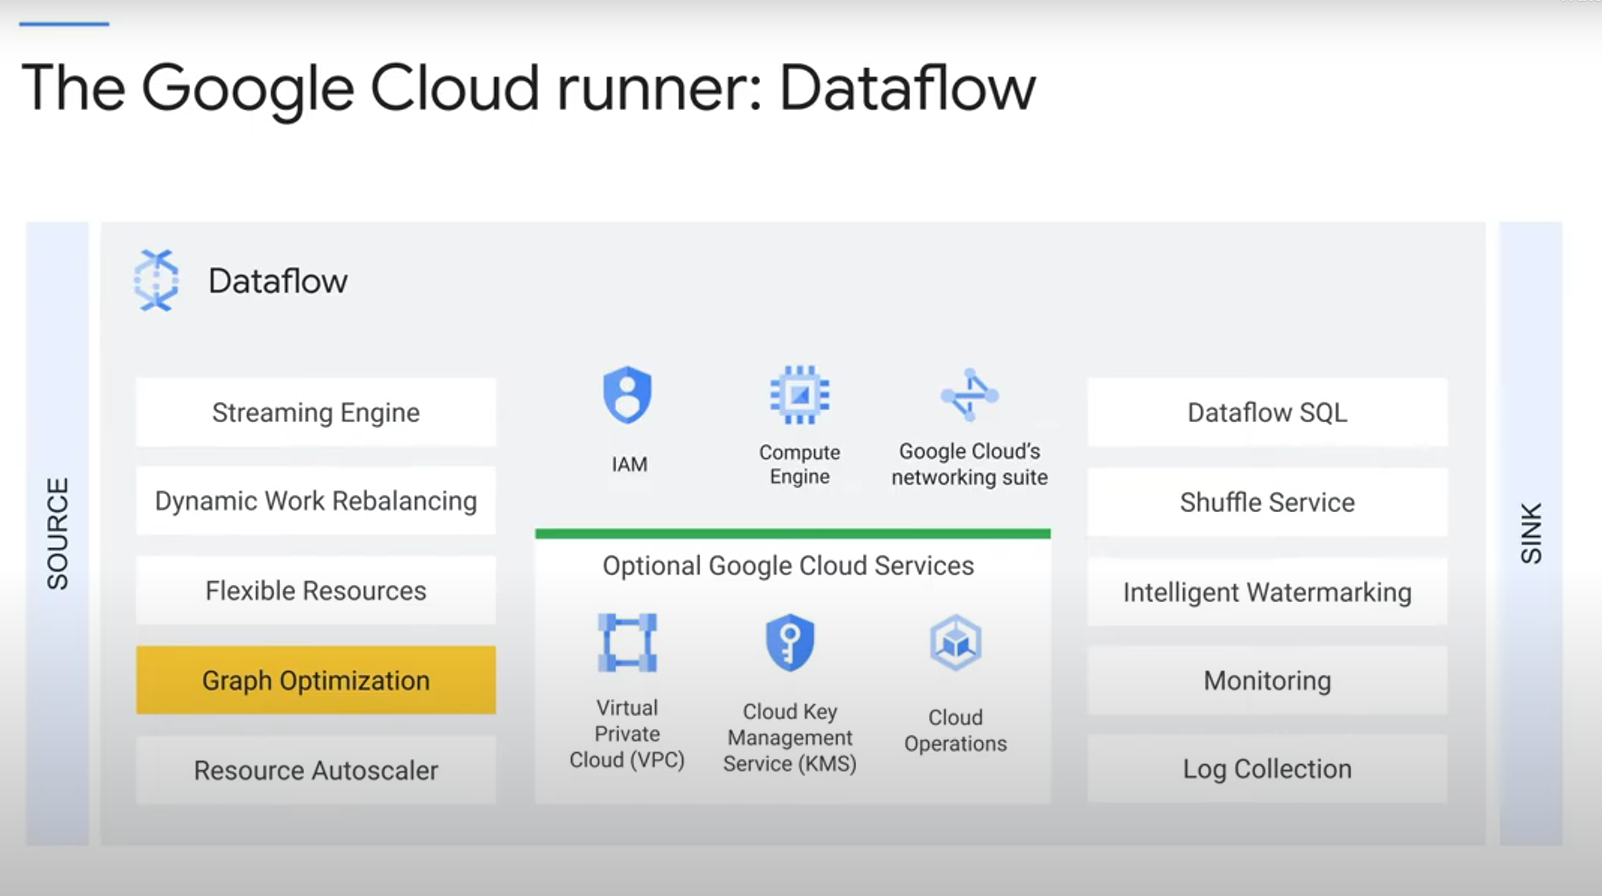 The Google Cloud runner: Dataflow
SOURCE
Dataflow
Streaming Engine
Dynamic Work Rebalancing
Flexible Resources
Graph Optimization
Resource Autoscaler
IAM
Compute
Engine
Google Cloud’s
networking suite
Optional Google Cloud Services
Virtual
Private
Cloud (VPC)
Cloud Key
Management
Service (KMS)
Cloud
Operations
Dataflow SQL
Shuffle Service
Intelligent Watermarking
Monitoring
Log Collection
SINK